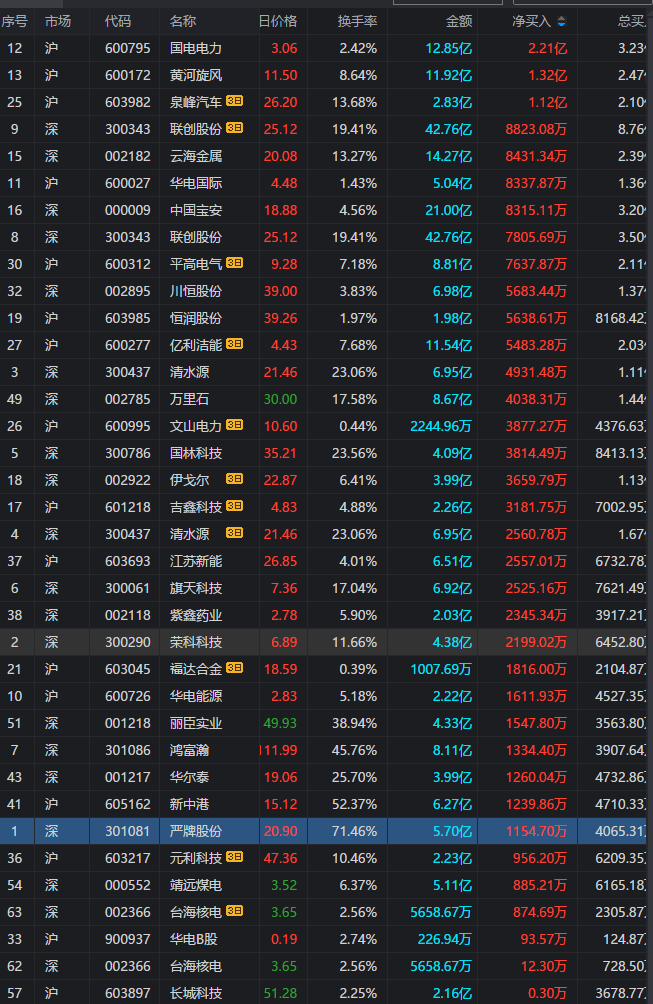 序号 市场 代码 名称 日价格 换手率 金额 净买入 总买
12 沪 600795 国电电力 3.06 2.42% 12.85亿 2.21亿 3.23
13 沪 600172 黄河旋风 11.50 8.64% 11.92亿 1.32亿 2.47
25 沪 603982 泉峰汽车 3日 26.20 13.68% 2.83亿 1.12亿 2.10
9 深 300343 联创股份 3日 25.12 19.41% 42.76亿 8823.08万 8.76
15 深 002182 云海金属 20.08 13.27% 14.27亿 8431.34万 2.39
11 沪 600027 华电国际 4.48 1.43% 5.04亿 8337.87万 1.36
16 深 000009 中国宝安 18.88 4.56% 21.00亿 8315.11万 3.20
8 深 300343 联创股份 25.12 19.41% 42.76亿 7805.69万 3.50
30 沪 600312 平高电气 3日 9.28 7.18% 8.81亿 7637.87万 2.11
32 深 002895 川恒股份 39.00 3.83% 6.98亿 5683.44万 1.37
19 沪 603985 恒润股份 39.26 1.97% 1.98亿 5638.61万 8168.42
27 沪 600277 亿利洁能 3日 4.43 7.68% 11.54亿 5483.28万 2.03
3 深 300437 清水源 21.46 23.06% 6.95亿 4931.48万 1.11
49 深 002785 万里石 30.00 17.58% 8.67亿 4038.31万 1.44
26 沪 600995 文山电力 3日 10.60 0.44% 2244.96万 3877.27万 4376.63
5 深 300786 国林科技 35.21 23.56% 4.09亿 3814.49万 8413.13
18 深 002922 伊戈尔 3日 22.87 6.41% 3.99亿 3659.79万 1.13
17 沪 601218 吉鑫科技 3日 4.83 4.88% 2.26亿 3181.75万 7002.95
4 深 300437 清水源 3日 21.46 23.06% 6.95亿 2560.78万 1.67
37 沪 603693 江苏新能 26.85 4.01% 6.51亿 2557.01万 6732.78
6 深 300061 旗天科技 7.36 17.04% 6.92亿 2525.16万 7621.49
38 深 002118 紫鑫药业 2.78 5.90% 2.03亿 2345.34万 3917.21
2 深 300290 荣科科技 6.89 11.66% 4.38亿 2199.02万 6452.80
21 沪 603045 福达合金 3日 18.59 0.39% 1007.69万 1816.00万 2104.87
10 沪 600726 华电能源 2.83 5.18% 2.22亿 1611.93万 4527.35
51 深 001218 丽臣实业 49.93 38.94% 4.33亿 1547.80万 3563.80
7 深 301086 鸿富瀚 111.99 45.76% 8.11亿 1334.40万 3907.64
43 深 001217 华尔泰 19.06 25.70% 3.99亿 1260.04万 4732.86
41 沪 605162 新中港 15.12 52.37% 6.27亿 1239.86万 4710.33
1 深 301081 严牌股份 20.90 71.46% 5.70亿 1154.70万 4065.31
36 沪 603217 元利科技 3日 47.36 10.46% 2.23亿 956.20万 6209.35
54 深 000552 靖远煤电 3.52 6.37% 5.11亿 885.21万 6165.18
63 深 002366 台海核电 3日 3.65 2.56% 5658.67万 874.69万 2305.87
33 沪 900937 华电B股 0.19 2.74% 226.94万 93.57万 124.87
62 深 002366 台海核电 3.65 2.56% 5658.67万 12.30万 728.50
57 沪 603897 长城科技 51.28 2.25% 2.16亿 0.30万 3678.77